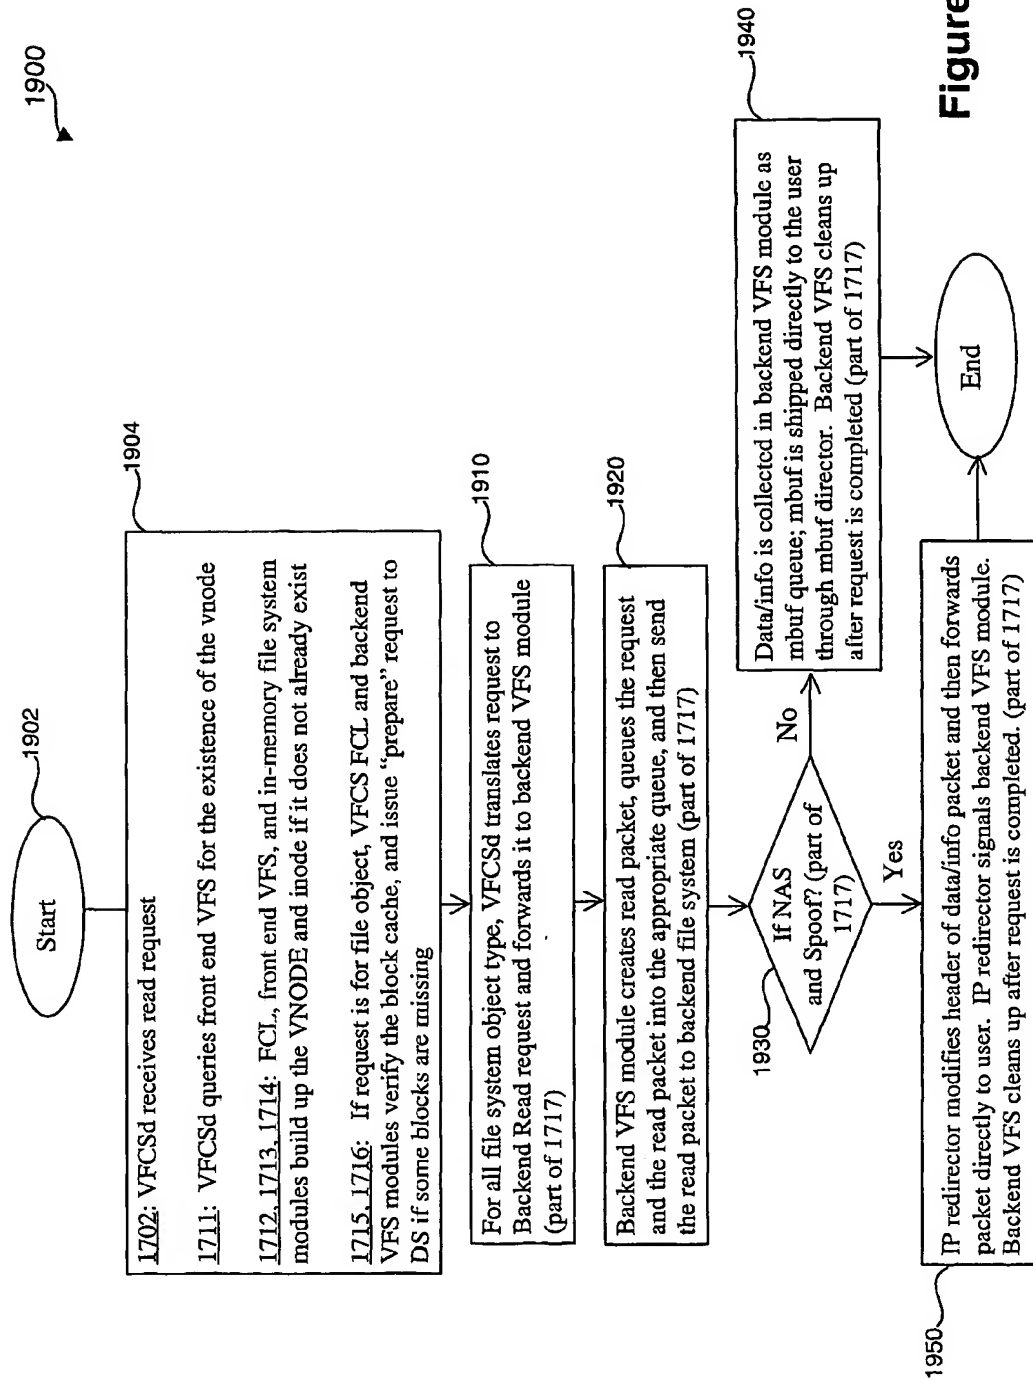 1900
Start
1902
1904
1702: VFCSd receives read request
1711: VFCSd queries front end VFS for the existence of the vnode
1712, 1713, 1714: FCL, front end VFS, and in-memory file system
modules build up the VNODE and inode if it does not already exist
1715, 1716: If request is for file object, VFCS FCL and backend
VFS modules verify the block cache, and issue “prepare” request to
DS if some blocks are missing
1910
For all file system object type, VFCSd translates request to
Backend Read request and forwards it to backend VFS module
(part of 1717)
1920
Backend VFS module creates read packet, queues the request
and the read packet into the appropriate queue, and then send
the read packet to backend file system (part of 1717)
1930
If NAS
and Spoof? (part of
1717)
No
Yes
1940
Data/info is collected in backend VFS module as
mbuf queue; mbuf is shipped directly to the user
through mbuf director. Backend VFS cleans up
after request is completed (part of 1717)
1950
IP redirector modifies header of data/info packet and then forwards
packet directly to user. IP redirector signals backend VFS module.
Backend VFS cleans up after request is completed. (part of 1717)
End
Figure